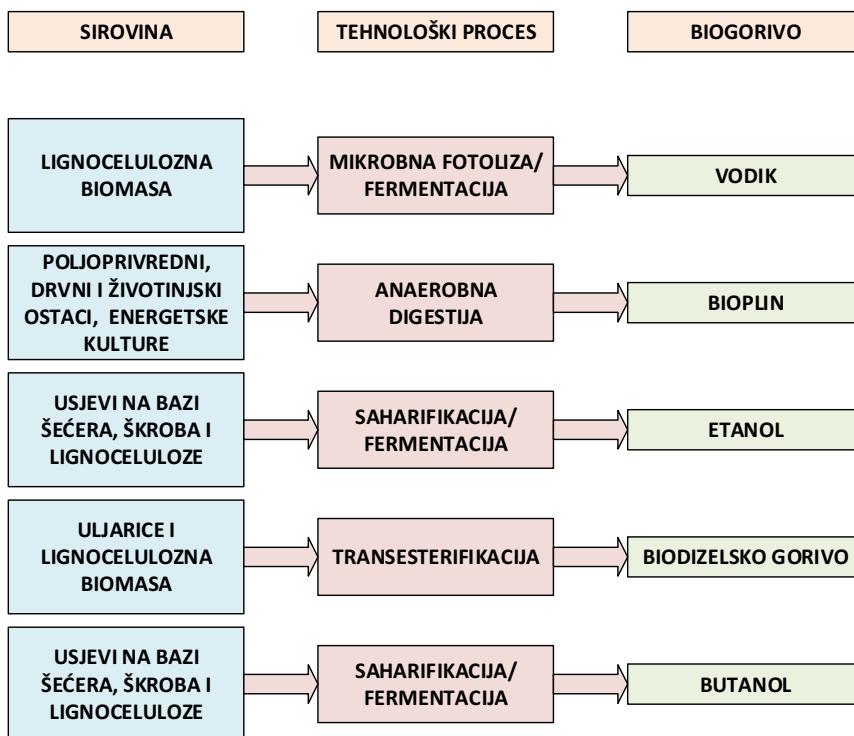 SIROVINA
TEHNOLOŠKI PROCES
BIOGORIVO
LIGNOCELULOZNA
BIOMASA
MIKROBNA FOTOLIZA/
FERMENTACIJA
VODIK
POLJOPRIVREDNI,
DRVNI I ŽIVOTINJSKI
OSTACI, ENERGETSKE
KULTURE
ANAEROBNA
DIGESTIJA
BIOPLIN
USJEVI NA BAZI
ŠEĆERA, ŠKROBA I
LIGNOCELULOZE
SAHARIFIKACIJA/
FERMENTACIJA
ETANOL
ULJARICE I
LIGNOCELULOZNA
BIOMASA
TRANSESTERIFIKACIJA
BIODIZELSKO GORIVO
USJEVI NA BAZI
ŠEĆERA, ŠKROBA I
LIGNOCELULOZE
SAHARIFIKACIJA/
FERMENTACIJA
BUTANOL